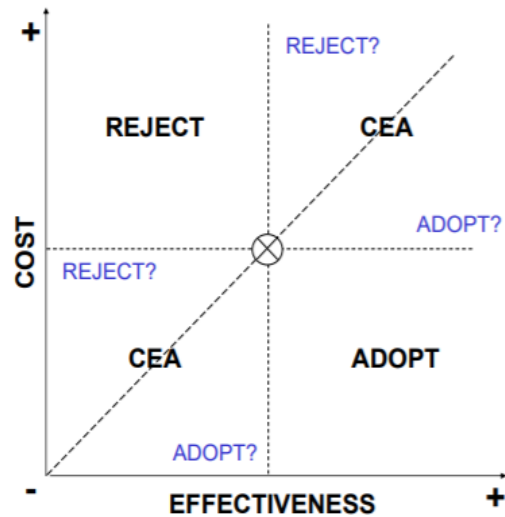 +
REJECT?
REJECT
CEA
COST
ADOPT?
REJECT?
CEA
ADOPT
ADOPT?
-
EFFECTIVENESS
+